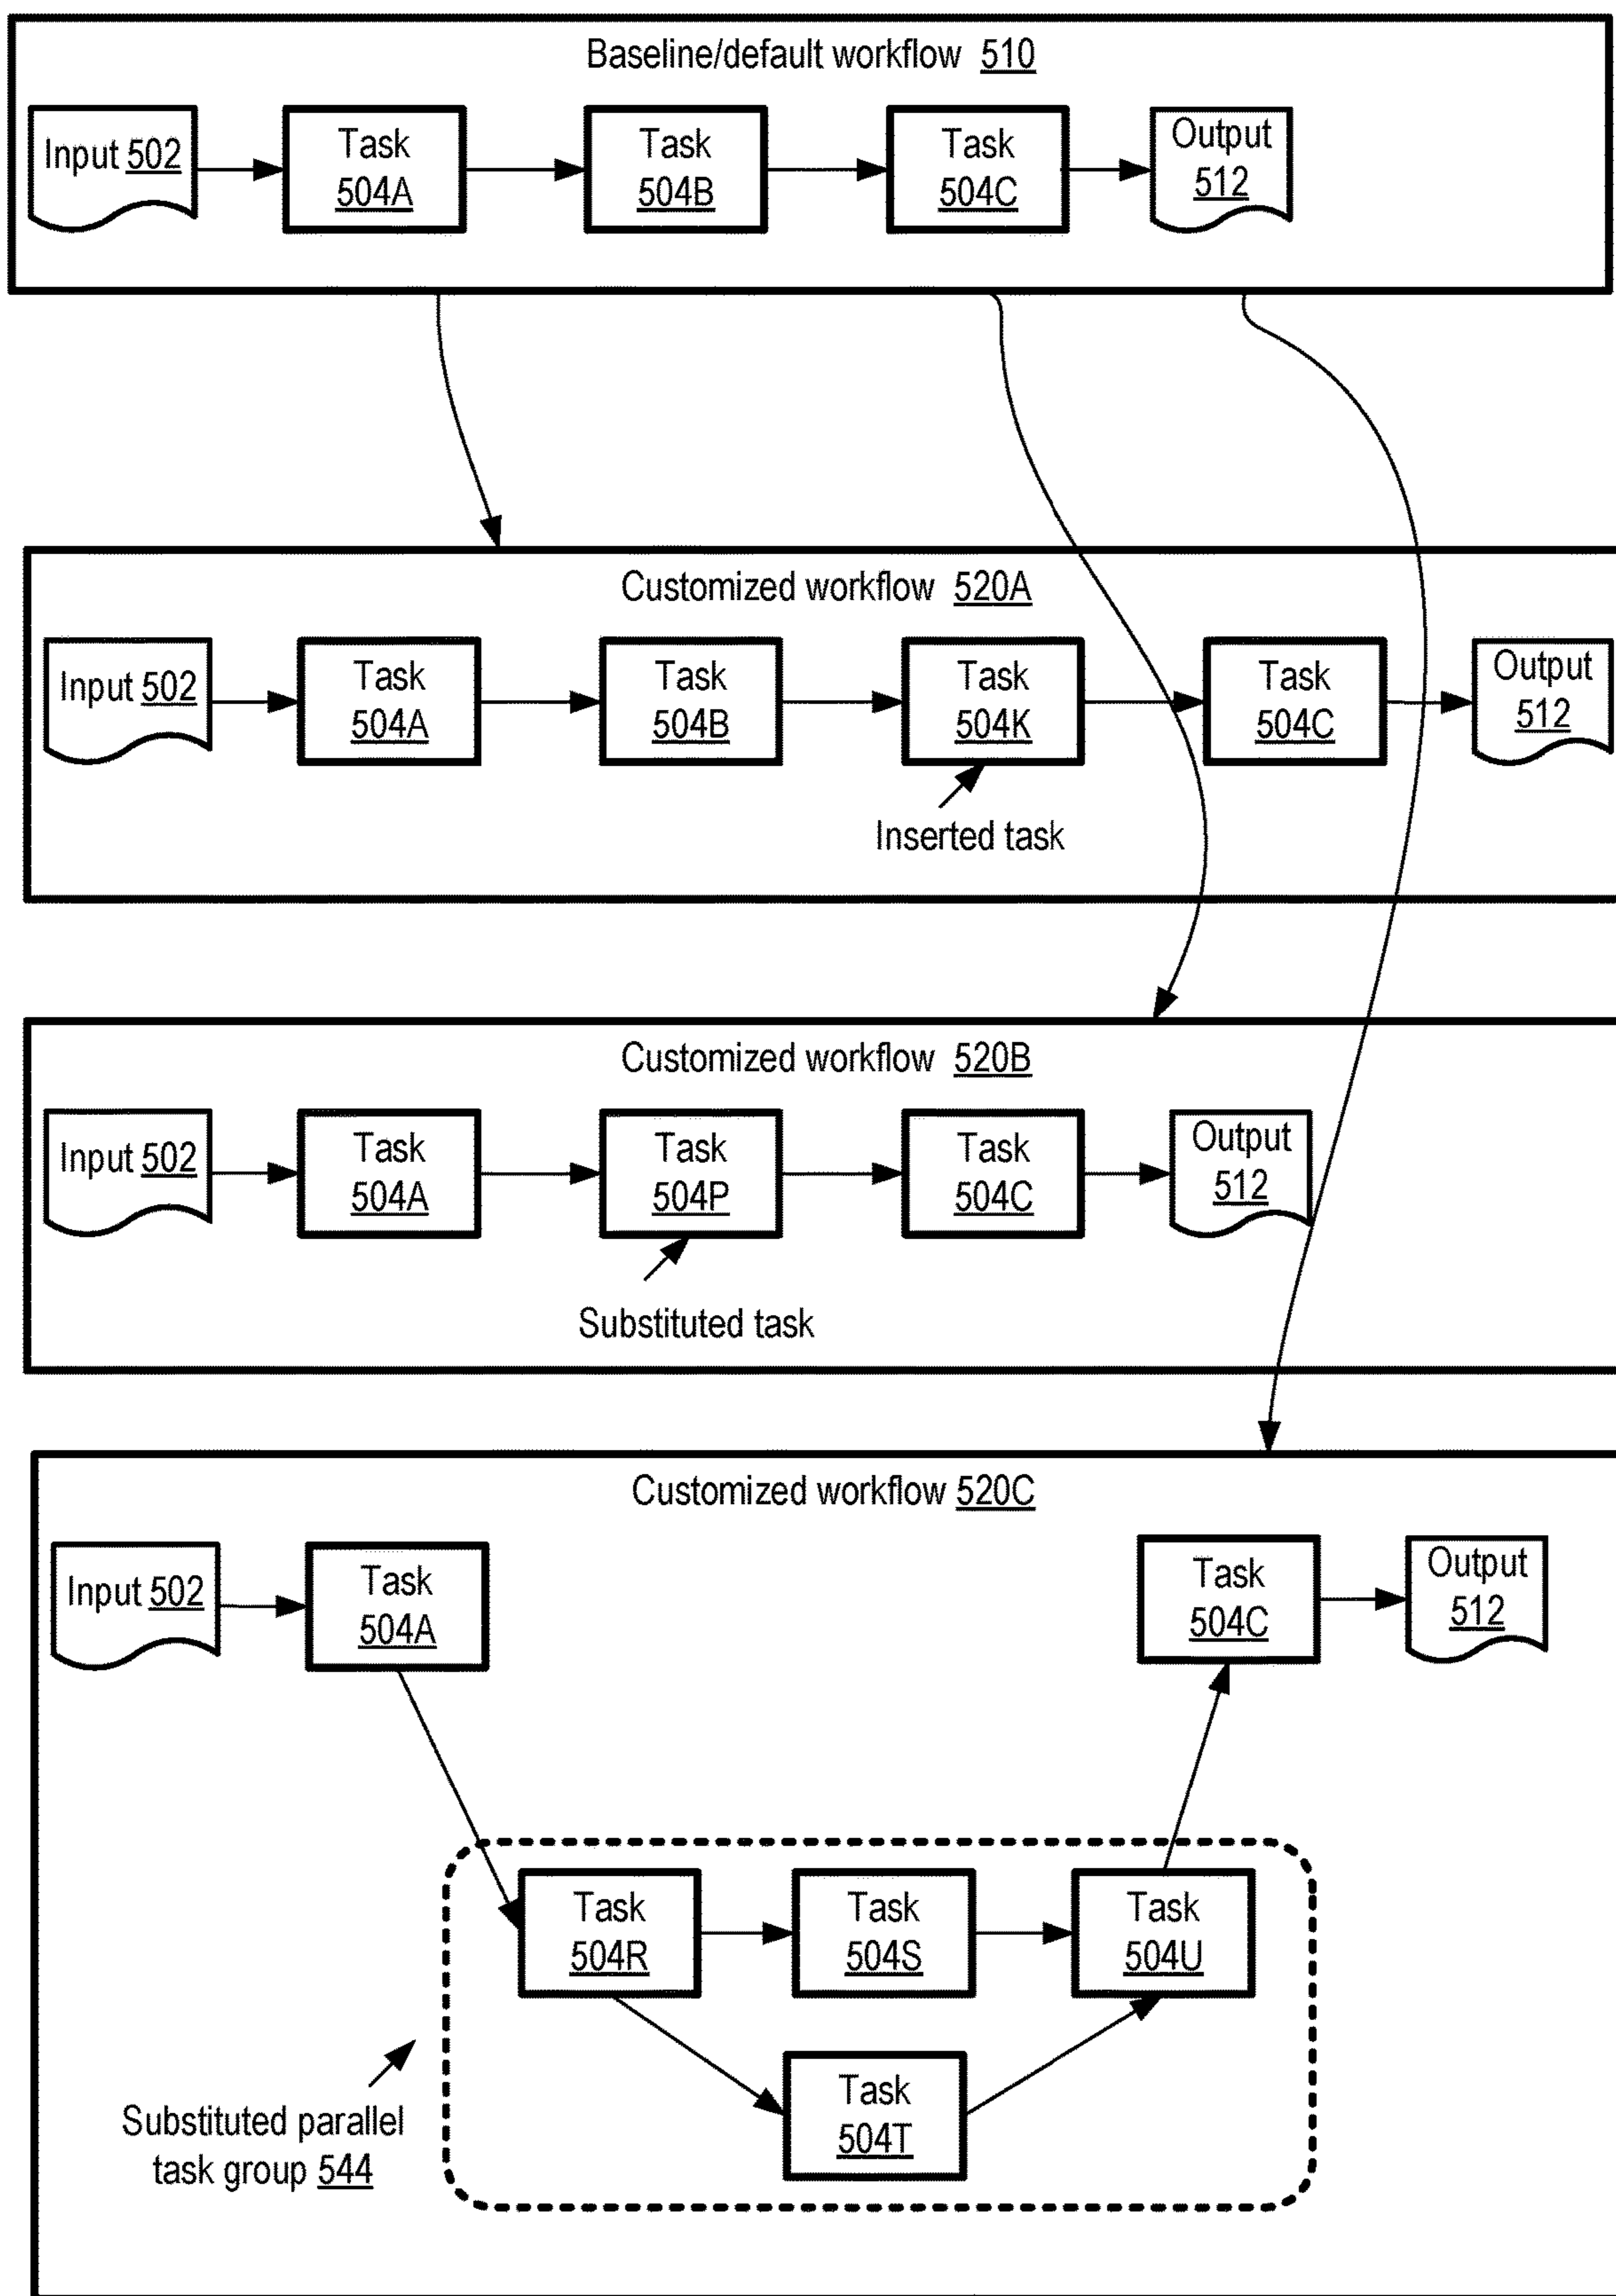 Baseline/default workflow 510
Input 502
Task
504A
Task
504B
Task
504C
Output
512
Customized workflow 520A
Input 502
Task
504A
Task
504B
Task
504K
Task
504C
Output
512
Inserted task
Customized workflow 520B
Input 502
Task
504A
Task
504P
Task
504C
Output
512
Substituted task
Customized workflow 520C
Input 502
Task
504A
Task
504C
Output
512
Task
504R
Task
504S
Task
504U
Task
504T
Substituted parallel
task group 544